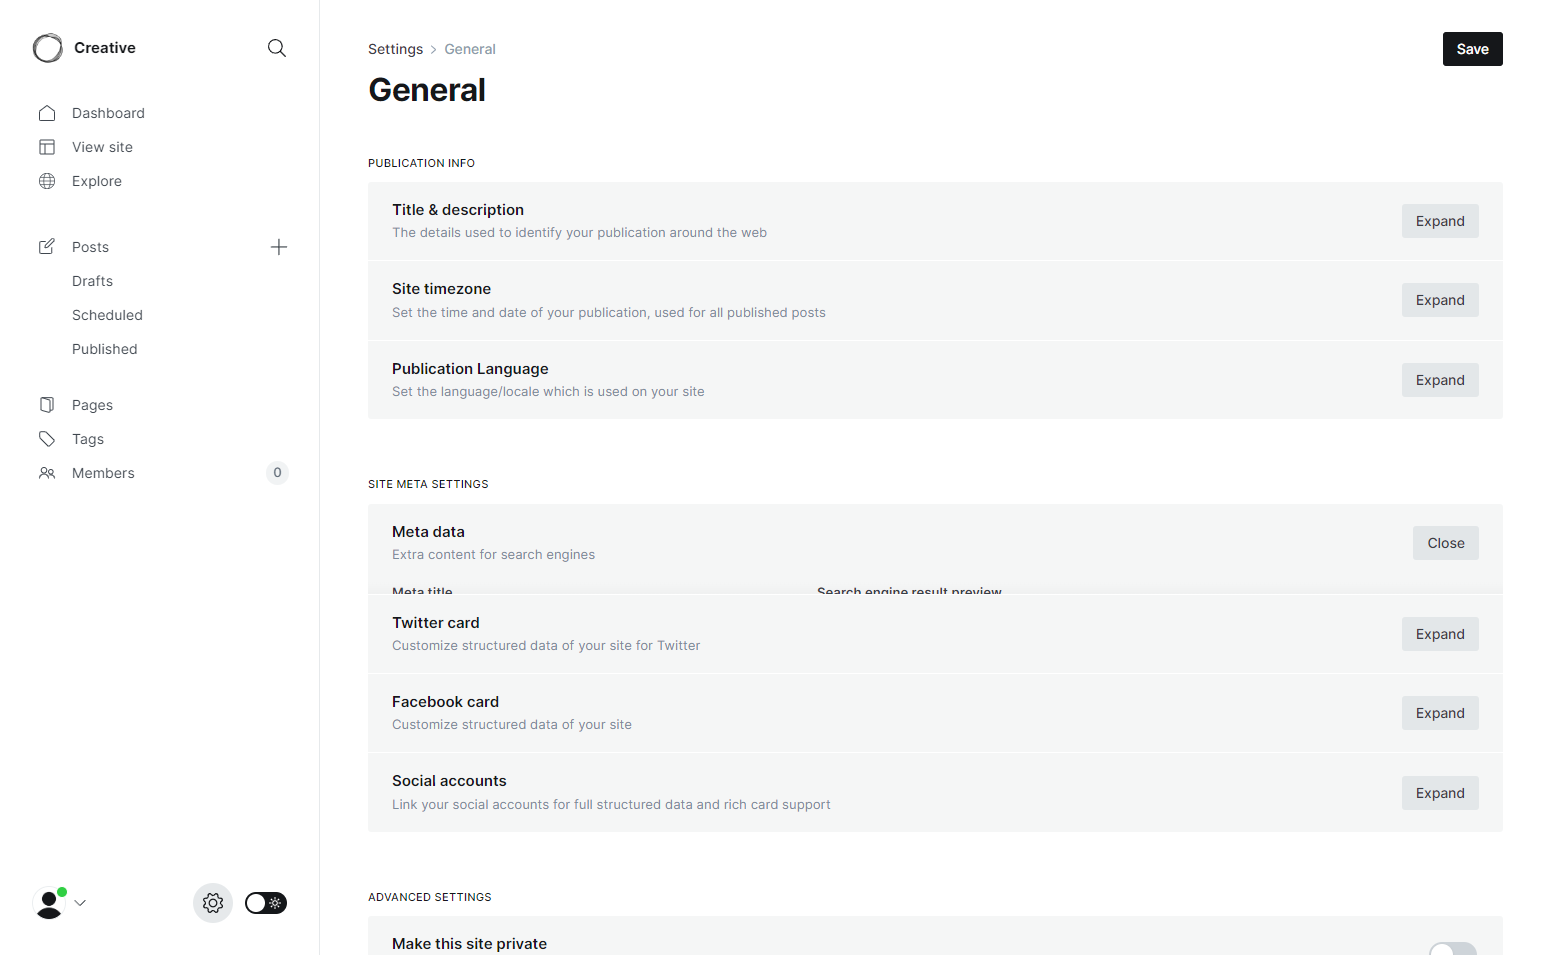 Creative
Dashboard
View site
Explore
Posts
Drafts
Scheduled
Published
Pages
Tags
Members 0
Settings > General
Save
General
PUBLICATION INFO
Title & description
The details used to identify your publication around the web
Expand
Site timezone
Set the time and date of your publication, used for all published posts
Expand
Publication Language
Set the language/locale which is used on your site
Expand
SITE META SETTINGS
Meta data
Extra content for search engines
Close
Meta title
Search engine result preview
Twitter card
Customize structured data of your site for Twitter
Expand
Facebook card
Customize structured data of your site
Expand
Social accounts
Link your social accounts for full structured data and rich card support
Expand
ADVANCED SETTINGS
Make this site private